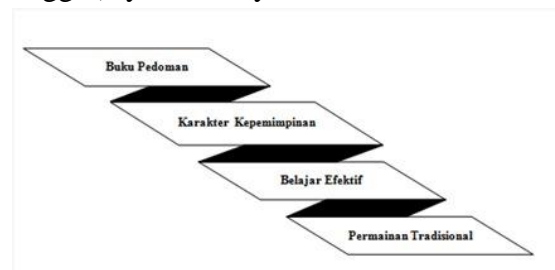 Buku Pedoman
Karakter Kepemimpinan
Belajar Efektif
Permainan Tradisional